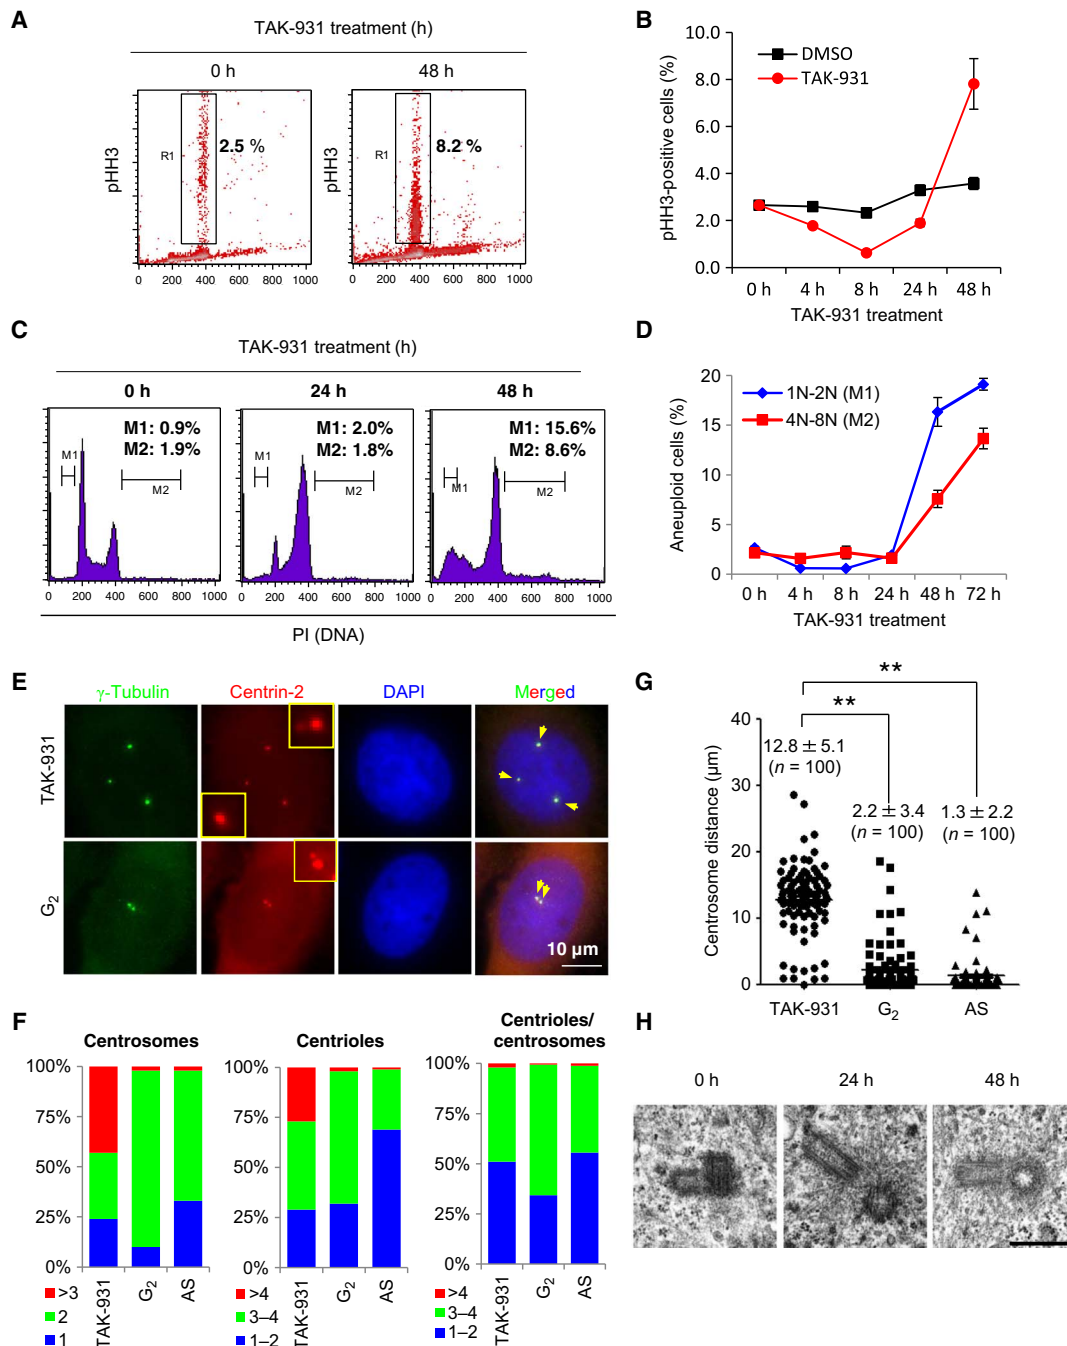 A
TAK-931 treatment (h)
0 h
48 h
pHH3
R1
2.5 %
0 200 400 600 800 1000
pHH3
R1
8.2 %
0 200 400 600 800 1000
B
pHH3-positive cells (%)
10.0
8.0
6.0
4.0
2.0
0.0
DMSO
TAK-931
0 h 4 h 8 h 24 h 48 h
TAK-931 treatment
C
TAK-931 treatment (h)
0 h
24 h
48 h
M1: 0.9%
M2: 1.9%
M1
M2
0 200 400 600 800 1000
M1: 2.0%
M2: 1.8%
M1
M2
0 200 400 600 800 1000
M1: 15.6%
M2: 8.6%
M1
M2
0 200 400 600 800 1000
PI (DNA)
D
Aneuploid cells (%)
20
15
10
5
0
1N-2N (M1)
4N-8N (M2)
0 h 4 h 8 h 24 h 48 h 72 h
TAK-931 treatment
E
γ-Tubulin
Centrin-2
DAPI
Merged
TAK-931
G2
10 µm
F
Centrosomes
100%
75%
50%
25%
0%
TAK-931
G2
AS
>3
2
1
Centrioles
100%
75%
50%
25%
0%
TAK-931
G2
AS
>4
3–4
1–2
Centrioles/
centrosomes
100%
75%
50%
25%
0%
TAK-931
G2
AS
>4
3–4
1–2
G
Centrosome distance (µm)
40
30
20
10
0
**
**
12.8 ± 5.1
(n = 100)
2.2 ± 3.4
(n = 100)
1.3 ± 2.2
(n = 100)
TAK-931
G2
AS
H
0 h
24 h
48 h